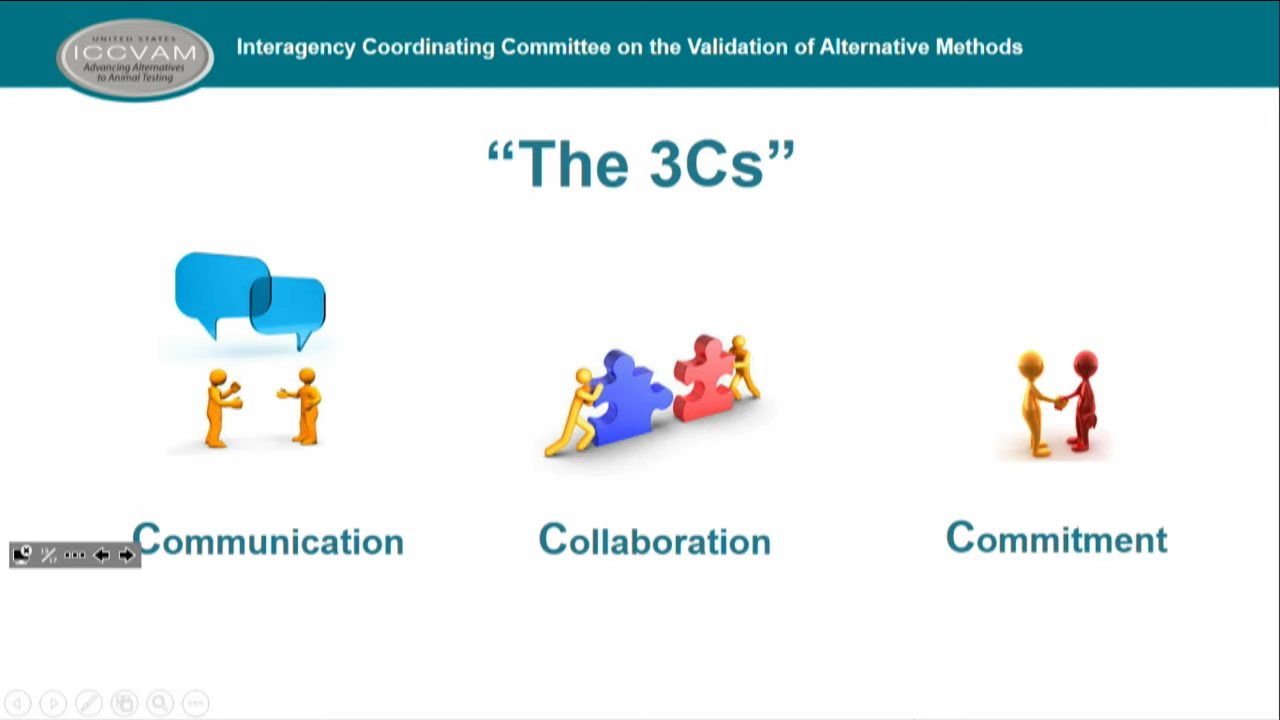 UNITED STATES
ICCVAM
Advancing Alternatives
to Animal Testing
Interagency Coordinating Committee on the Validation of Alternative Methods
“The 3Cs”
Communication
Collaboration
Commitment